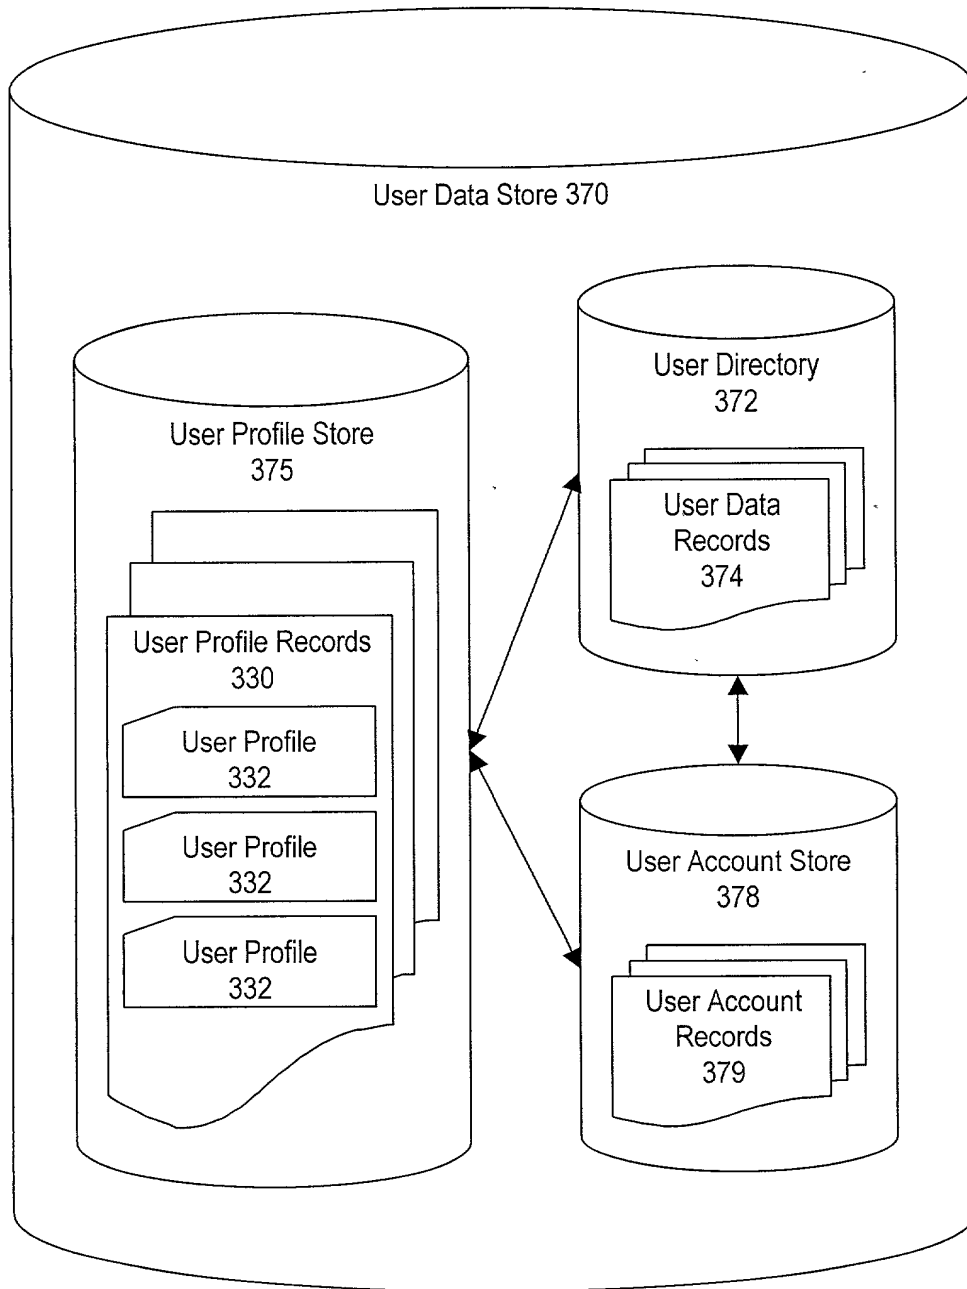 User Data Store 370
User Profile Store
375
User Profile Records
330
User Profile
332
User Profile
332
User Profile
332
User Directory
372
User Data
Records
374
User Account Store
378
User Account
Records
379